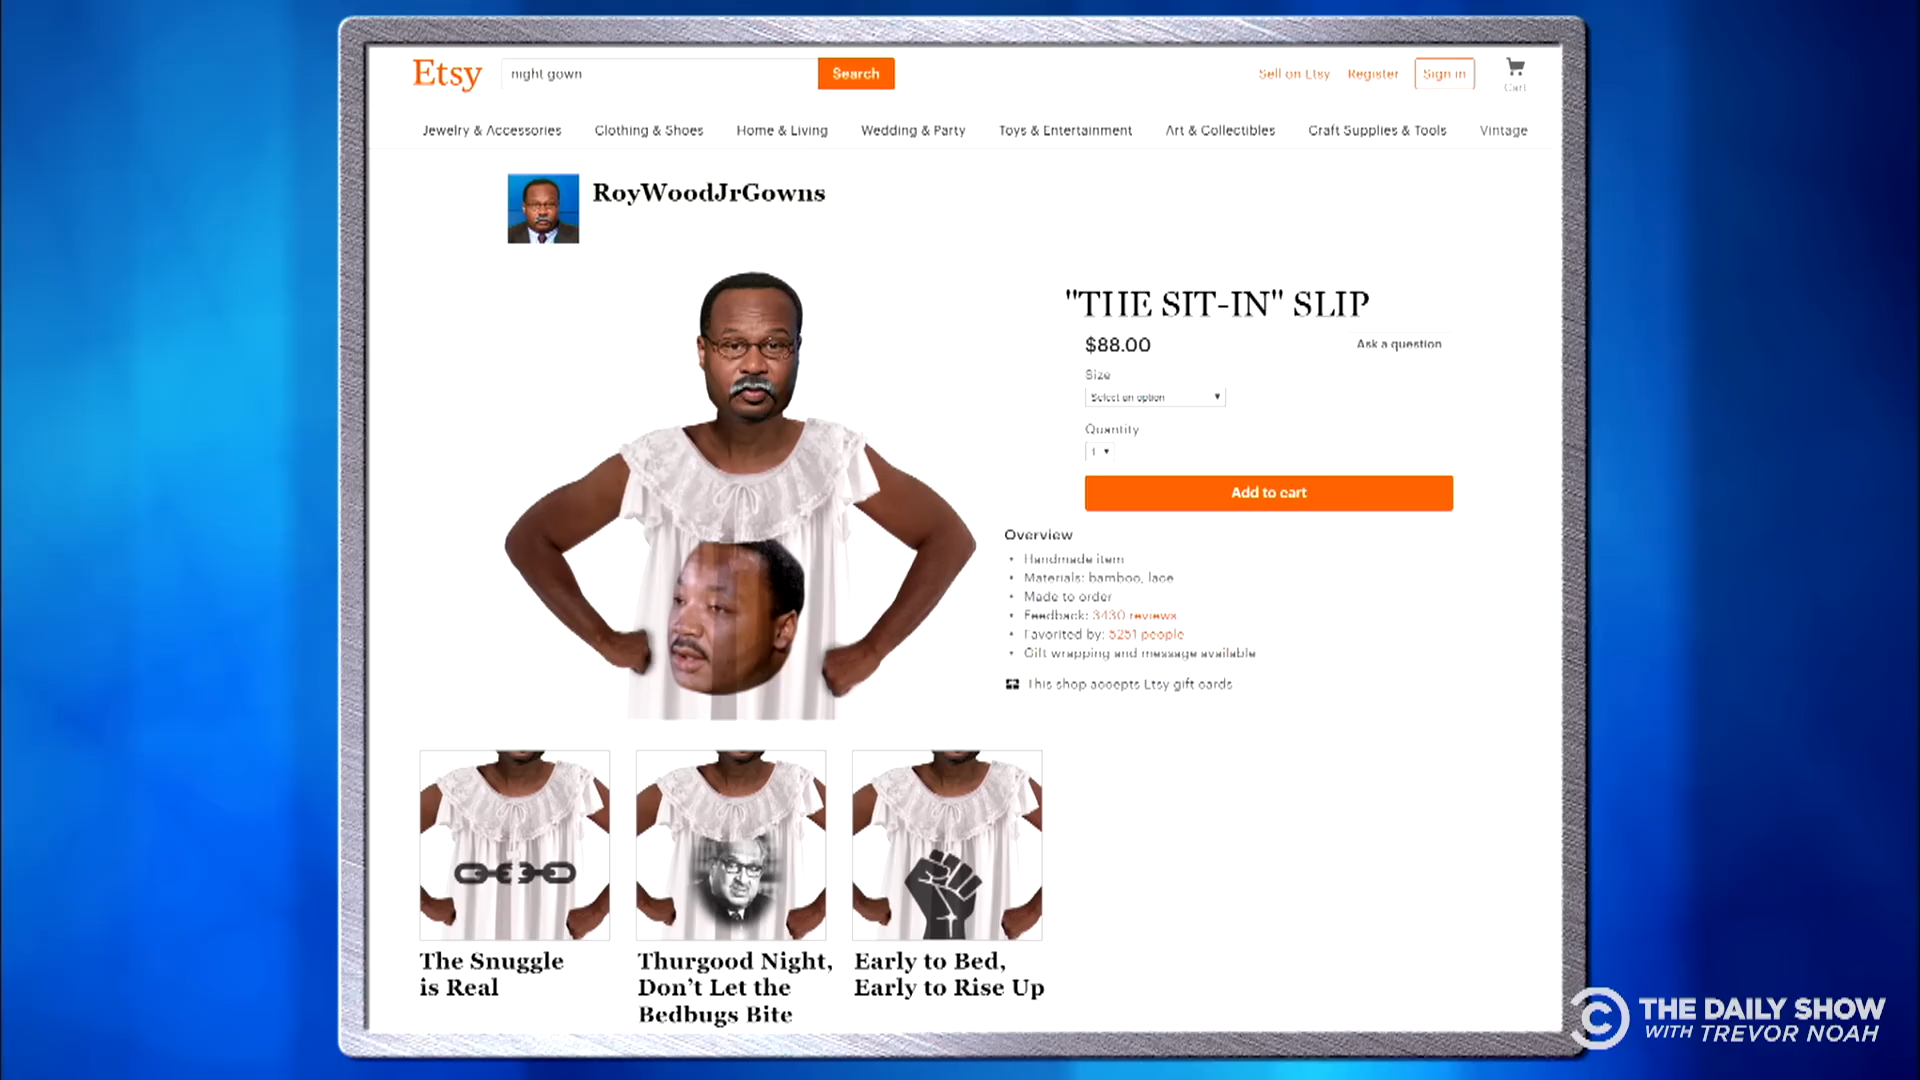 Etsy
night gown
Search
Sell on Etsy
Register
Sign in
Cart
Jewelry & Accessories
Clothing & Shoes
Home & Living
Wedding & Party
Toys & Entertainment
Art & Collectibles
Craft Supplies & Tools
Vintage
RoyWoodJrGowns
"THE SIT-IN" SLIP
$88.00
Ask a question
Size
Select an option
Quantity
1
Add to cart
Overview
• Handmade item
• Materials: bamboo, lace
• Made to order
• Feedback: 3430 reviews
• Favorited by: 5251 people
• Gift wrapping and message available
This shop accepts Etsy gift cards
The Snuggle
is Real
Thurgood Night,
Don't Let the
Bedbugs Bite
Early to Bed,
Early to Rise Up
THE DAILY SHOW
WITH TREVOR NOAH